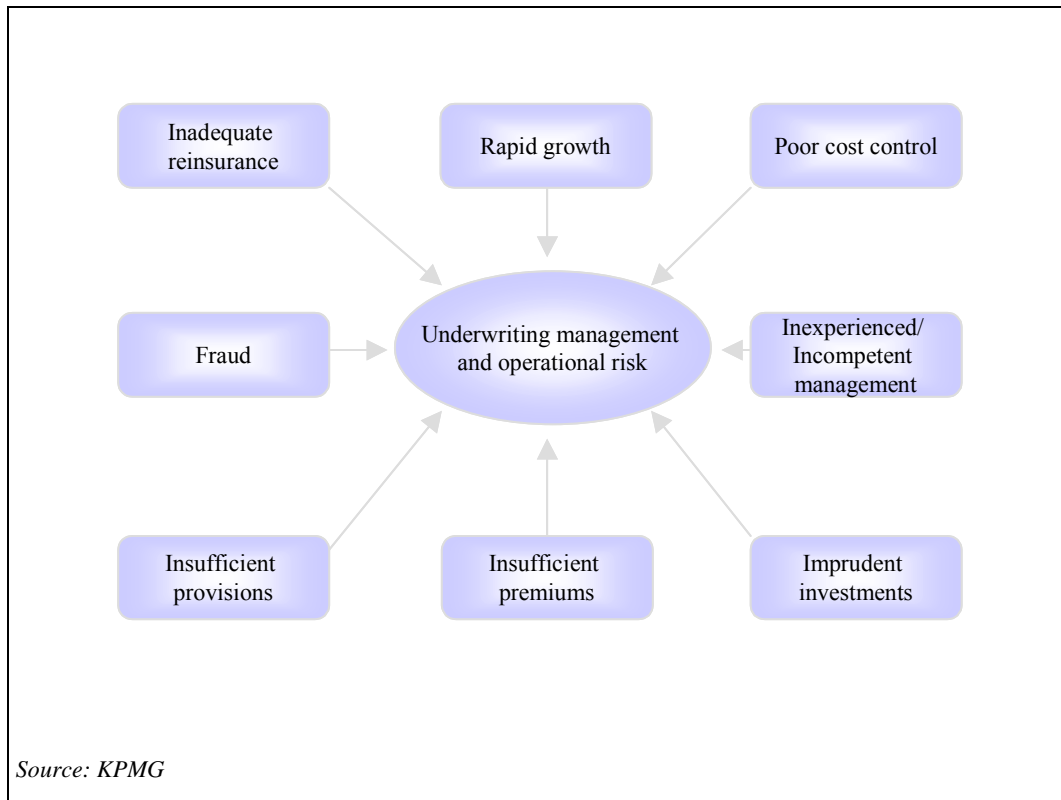 Inadequate
reinsurance
Rapid growth
Poor cost control
Fraud
Underwriting management
and operational risk
Inexperienced/
Incompetent
management
Insufficient
provisions
Insufficient
premiums
Imprudent
investments
Source: KPMG